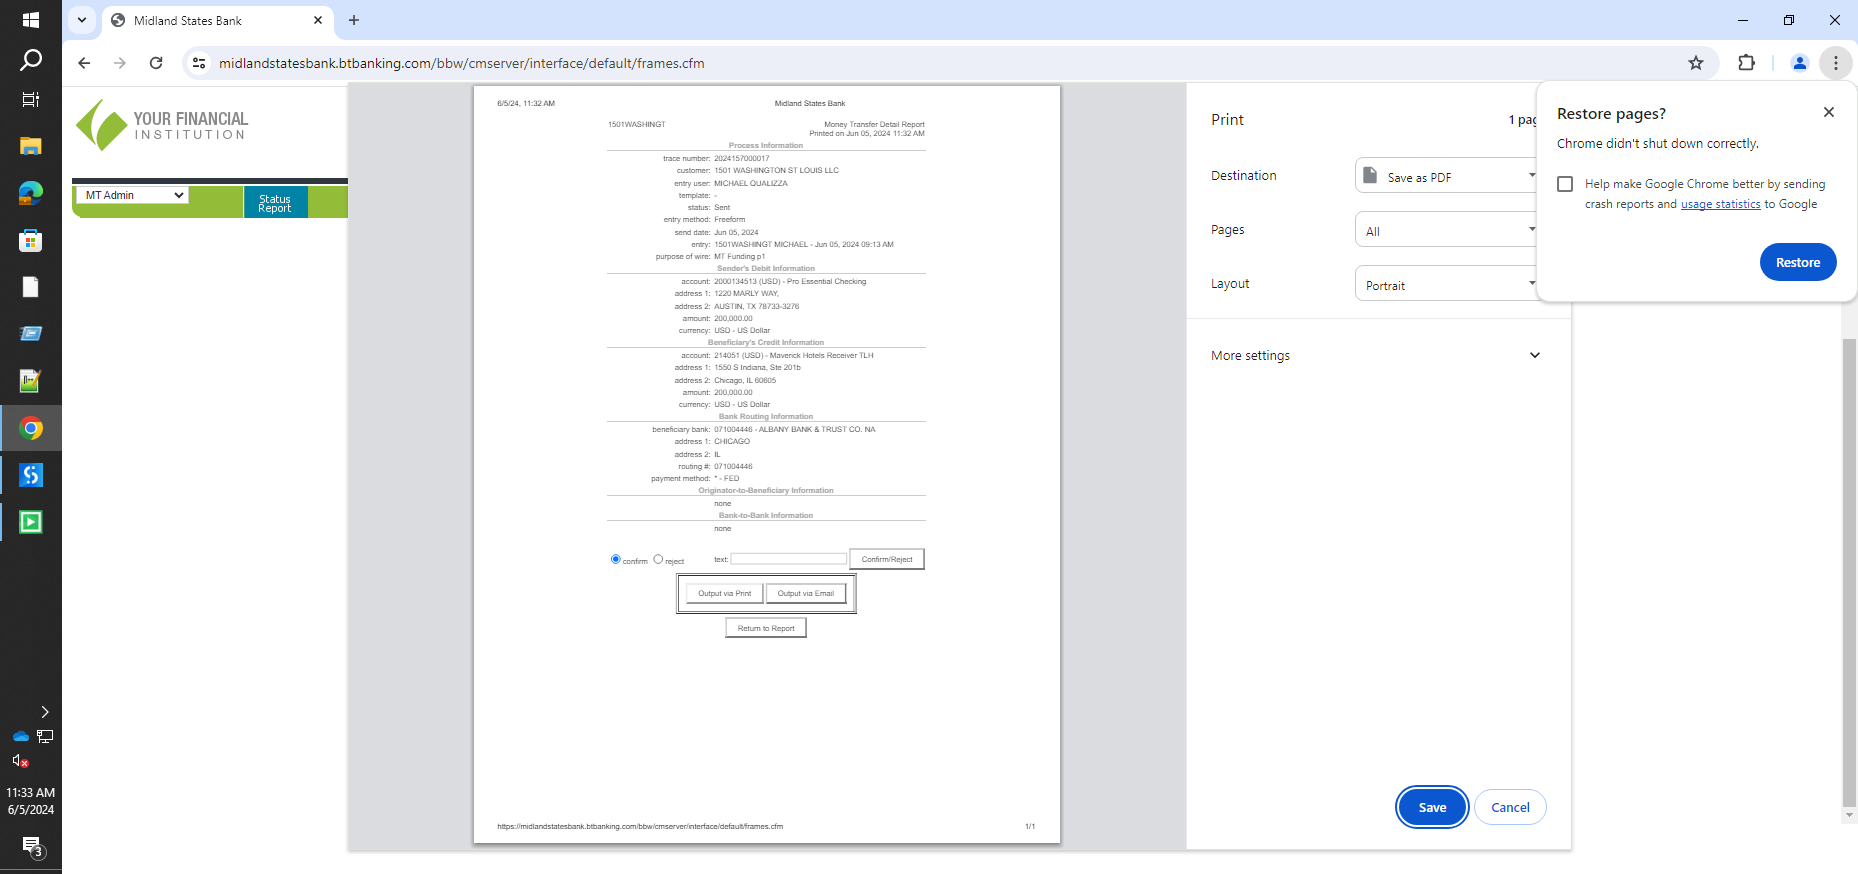 Midland States Bank
midlandstatesbank.btbanking.com/bbw/cmserver/interface/default/frames.cfm
YOUR FINANCIAL
INSTITUTION
MT Admin
Status
Report
6/5/24, 11:32 AM
Midland States Bank
1501WASHINGT
Money Transfer Detail Report
Printed on Jun 05, 2024 11:32 AM
Process Information
trace number: 2024157000017
customer: 1501 WASHINGTON ST LOUIS LLC
entry user: MICHAEL QUALIZZA
template: -
status: Sent
entry method: Freeform
send date: Jun 05, 2024
entry: 1501WASHINGT MICHAEL - Jun 05, 2024 09:13 AM
purpose of wire: MT Funding p1
Sender's Debit Information
account: 2000134513 (USD) - Pro Essential Checking
address 1: 1220 MARLY WAY,
address 2: AUSTIN, TX 78733-3276
amount: 200,000.00
currency: USD - US Dollar
Beneficiary's Credit Information
account: 214051 (USD) - Maverick Hotels Receiver TLH
address 1: 1550 S Indiana, Ste 201b
address 2: Chicago, IL 60605
amount: 200,000.00
currency: USD - US Dollar
Bank Routing Information
beneficiary bank: 071004446 - ALBANY BANK & TRUST CO. NA
address 1: CHICAGO
address 2: IL
routing #: 071004446
payment method: * - FED
Originator-to-Beneficiary Information
none
Bank-to-Bank Information
none
confirm reject text: Confirm/Reject
Output via Print Output via Email
Return to Report
https://midlandstatesbank.btbanking.com/bbw/cmserver/interface/default/frames.cfm
1/1
Print
1 pag
Destination
Save as PDF
Pages
All
Layout
Portrait
More settings
Save
Cancel
Restore pages?
Chrome didn't shut down correctly.
Help make Google Chrome better by sending
crash reports and usage statistics to Google
Restore
11:33 AM
6/5/2024
3